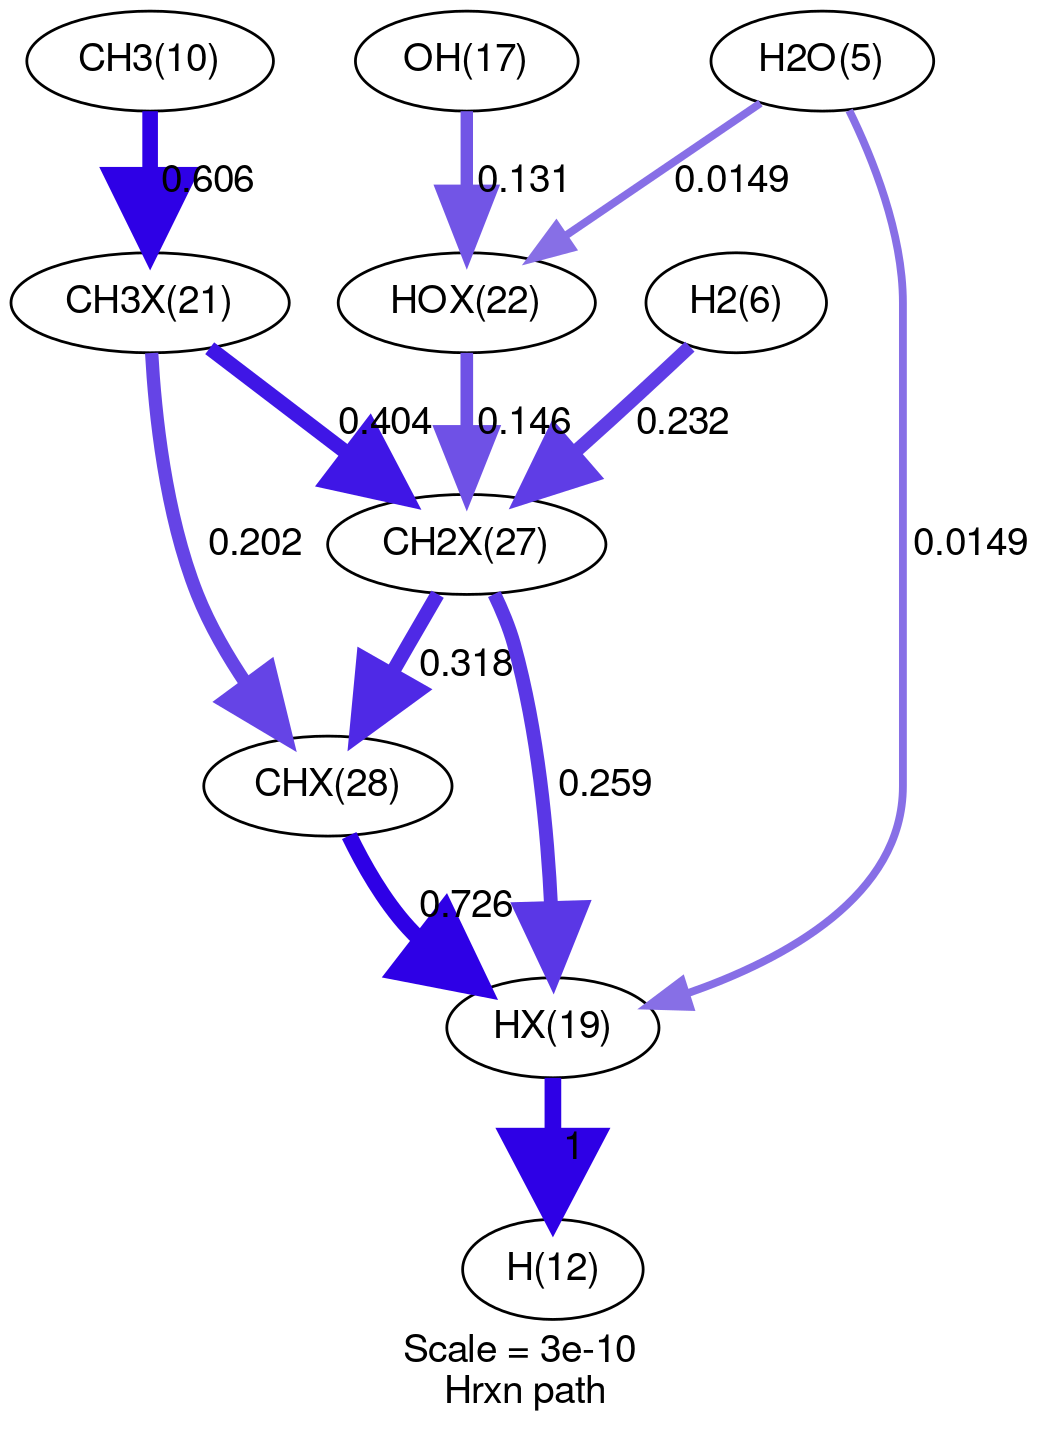 CH3(10)
OH(17)
H2O(5)
0.606
0.131
0.0149
CH3X(21)
HOX(22)
H2(6)
0.404
0.146
0.232
0.202
CH2X(27)
0.0149
0.318
CHX(28)
0.259
0.726
HX(19)
1
H(12)
Scale = 3e-10
Hrxn path